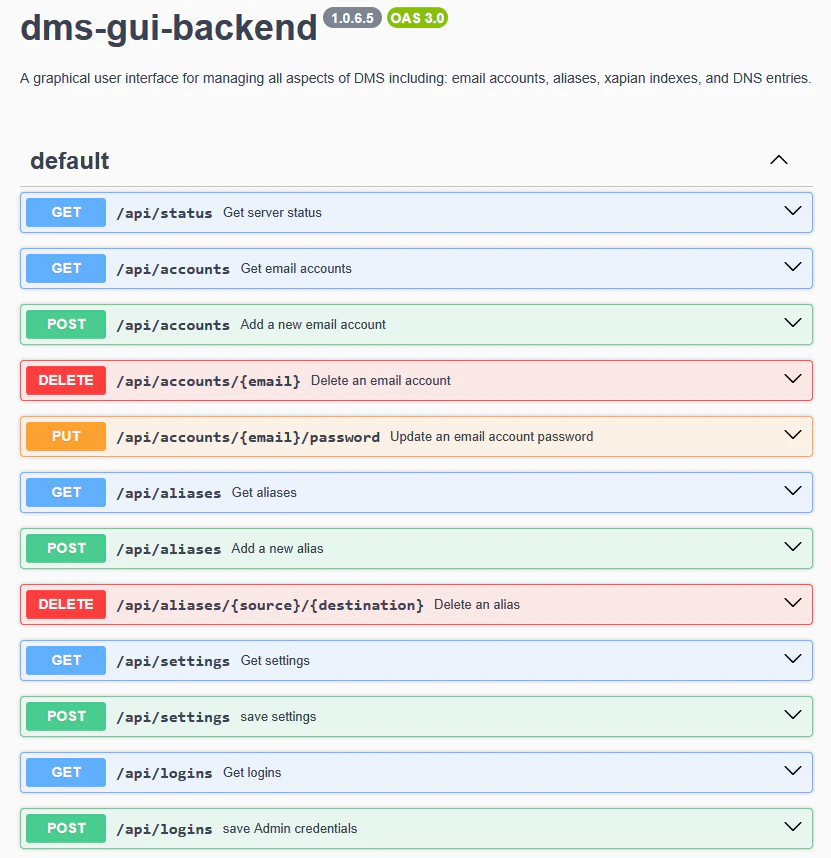 dms-gui-backend 1.0.6.5 OAS 3.0
A graphical user interface for managing all aspects of DMS including: email accounts, aliases, xapian indexes, and DNS entries.
default
GET /api/status Get server status
GET /api/accounts Get email accounts
POST /api/accounts Add a new email account
DELETE /api/accounts/{email} Delete an email account
PUT /api/accounts/{email}/password Update an email account password
GET /api/aliases Get aliases
POST /api/aliases Add a new alias
DELETE /api/aliases/{source}/{destination} Delete an alias
GET /api/settings Get settings
POST /api/settings save settings
GET /api/logins Get logins
POST /api/logins save Admin credentials